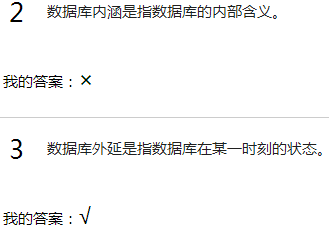 2 数据库内涵是指数据库的内部含义。
我的答案：×
3 数据库外延是指数据库在某一时刻的状态。
我的答案：√